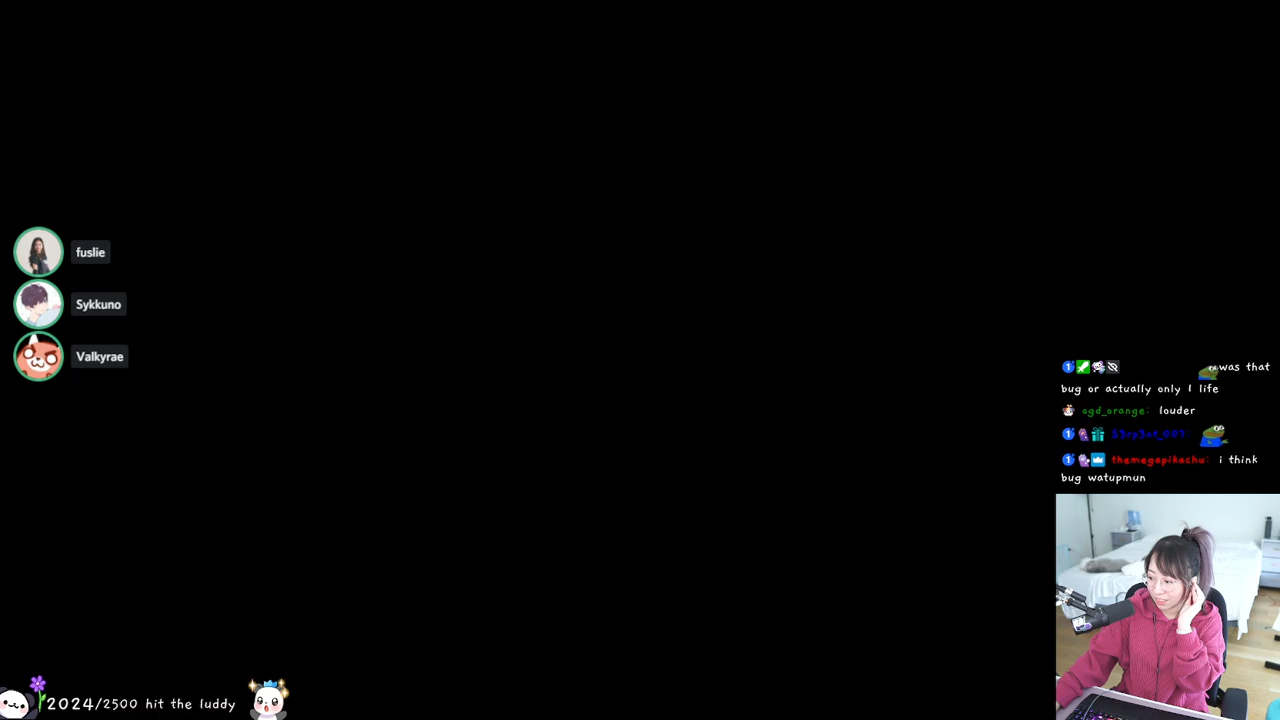 fuslie
Sykkuno
Valkyrae
was that
bug or actually only 1 life
ogd_orange: louder
themegapikachu: i think
bug watupmun
2024/2500 hit the luddy